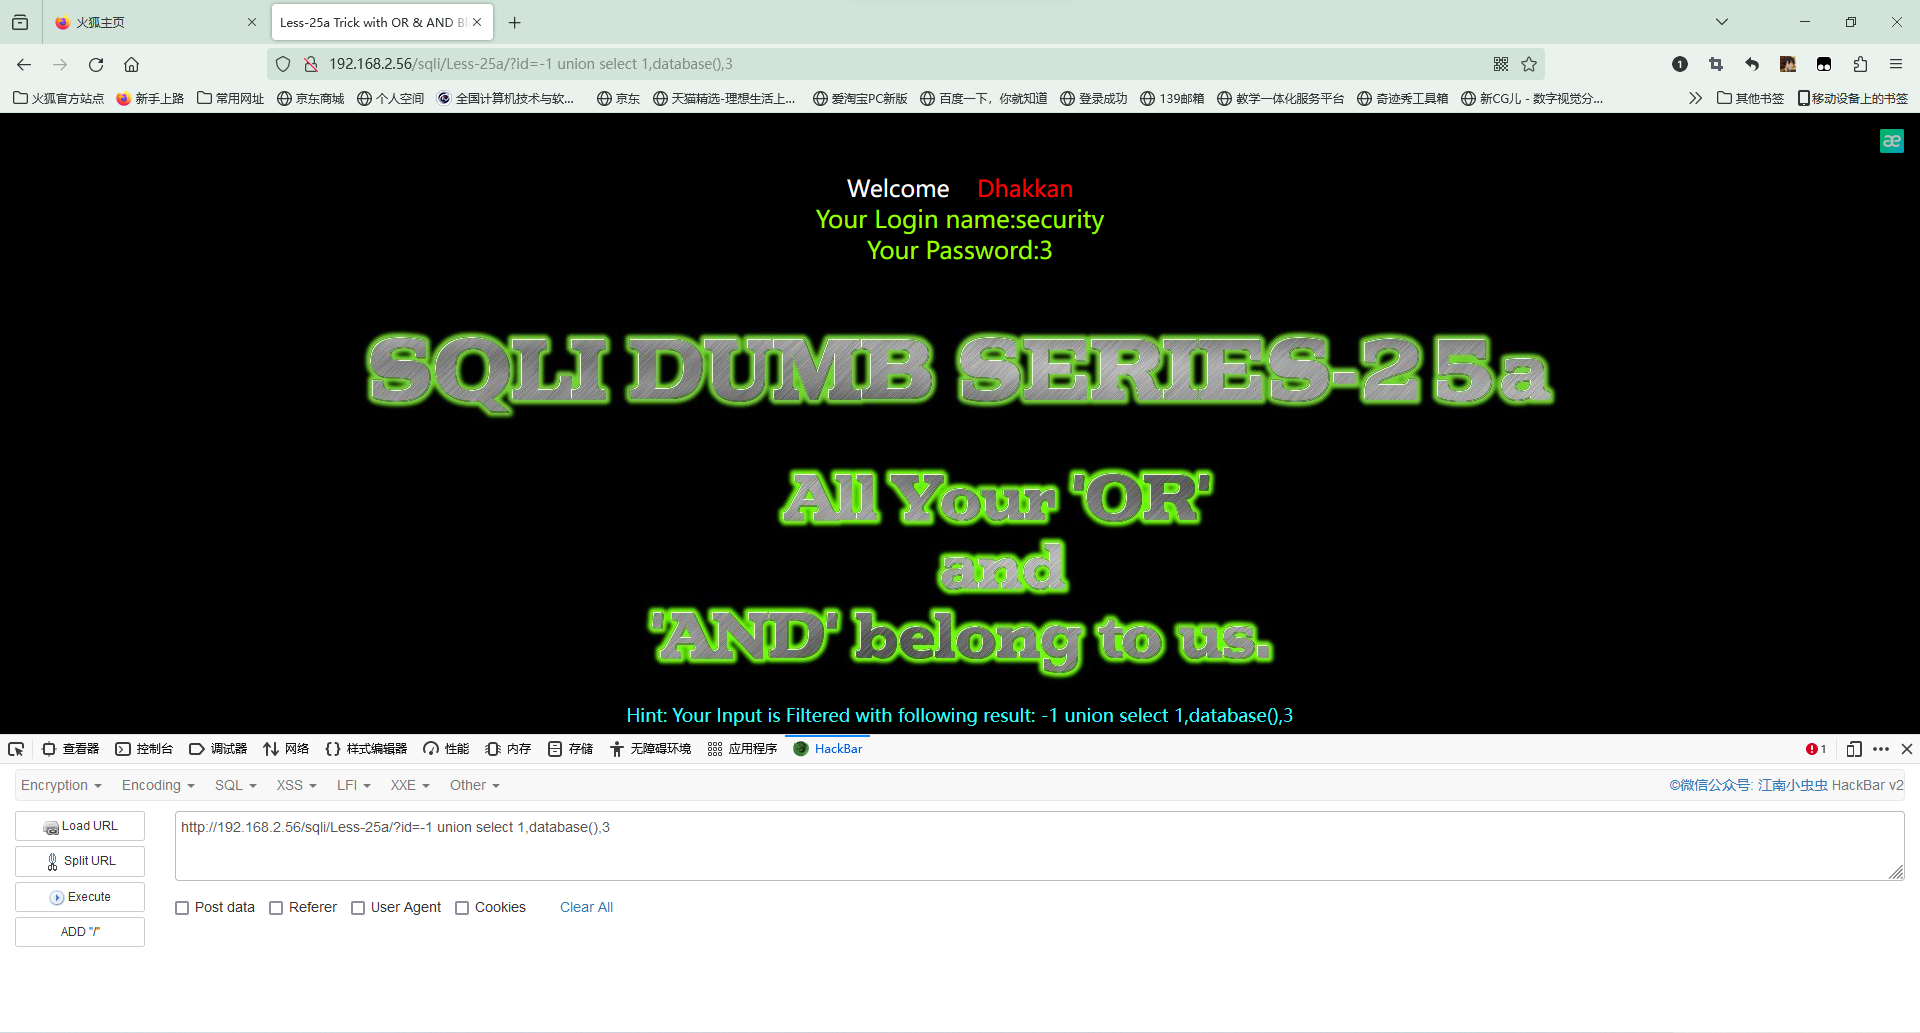 火狐主页
Less-25a Trick with OR & AND Bl
192.168.2.56/sqli/Less-25a/?id=-1 union select 1,database(),3
火狐官方站点 新手上路 常用网址 京东商城 个人空间 全国计算机技术与软... 京东 天猫精选-理想生活上... 爱淘宝PC新版 百度一下，你就知道 登录成功 139邮箱 教学一体化服务平台 奇迹秀工具箱 新CG儿 - 数字视觉分... 其他书签 移动设备上的书签
æ
Welcome Dhakkan
Your Login name:security
Your Password:3
SQLI DUMB SERIES-25a
All Your 'OR'
and
'AND' belong to us.
Hint: Your Input is Filtered with following result: -1 union select 1,database(),3
查看器 控制台 调试器 网络 样式编辑器 性能 内存 存储 无障碍环境 应用程序 HackBar 1
Encryption Encoding SQL XSS LFI XXE Other ©微信公众号: 江南小虫虫 HackBar v2
Load URL
http://192.168.2.56/sqli/Less-25a/?id=-1 union select 1,database(),3
Split URL
Execute
Post data Referer User Agent Cookies Clear All
ADD "/"